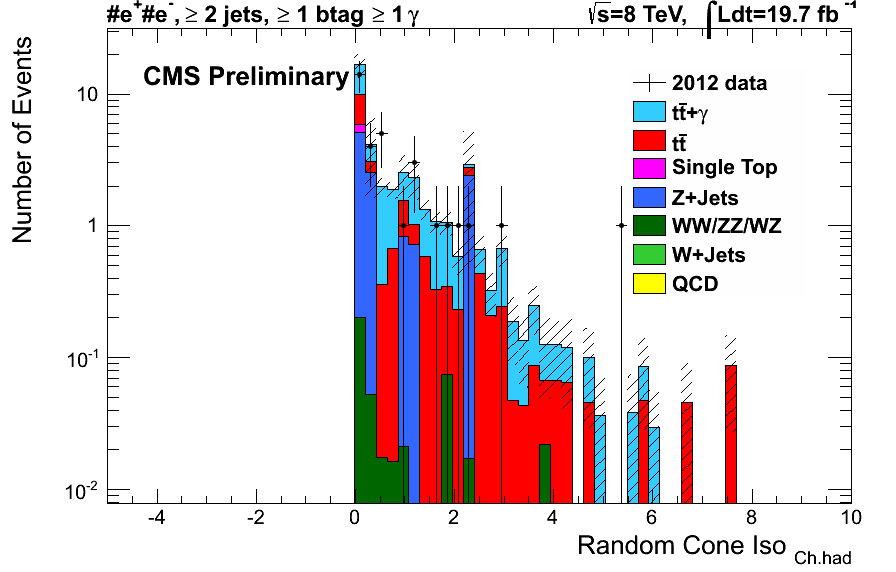 #e⁺#e⁻, ≥ 2 jets, ≥ 1 btag ≥ 1 γ
√s=8 TeV, ∫Ldt=19.7 fb⁻¹
CMS Preliminary
Number of Events
10
1
10⁻¹
10⁻²
2012 data
tt̄+γ
tt̄
Single Top
Z+Jets
WW/ZZ/WZ
W+Jets
QCD
-4 -2 0 2 4 6 8 10
Random Cone Iso Ch.had